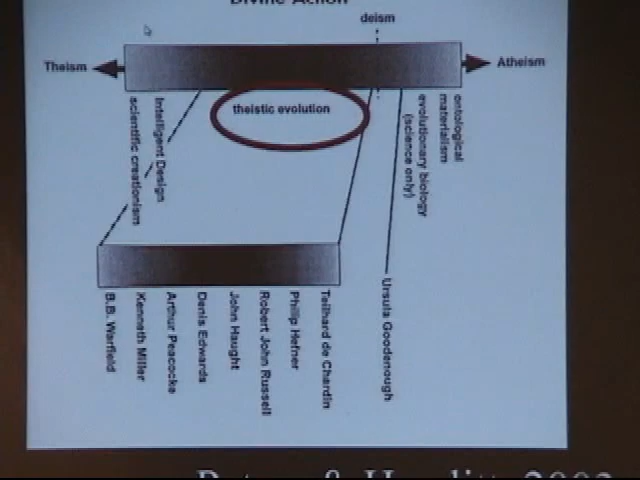 Divine Action
deism
Theism
Atheism
theistic evolution
scientific creationism
Intelligent Design
evolutionary biology
(science only)
ontological
materialism
B.B. Warfield
Kenneth Miller
Arthur Peacocke
Denis Edwards
John Haught
Robert John Russell
Philip Hefner
Teilhard de Chardin
Ursula Goodenough